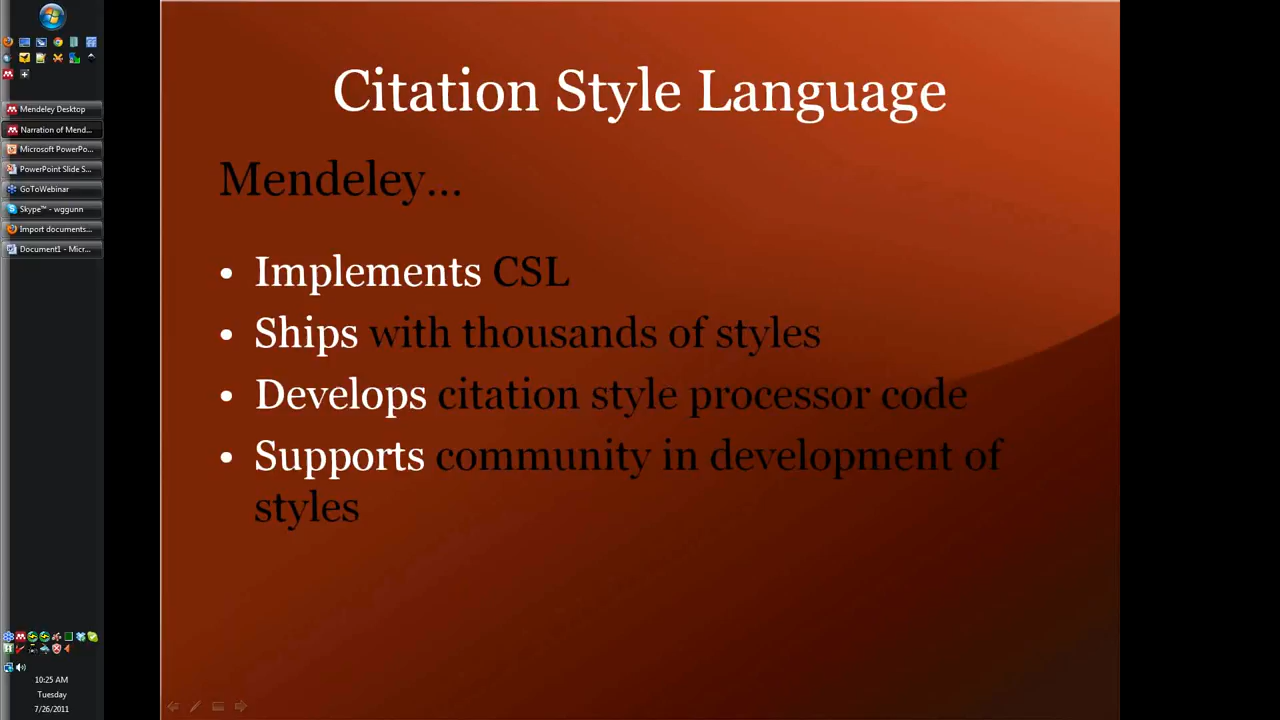 Citation Style Language
Mendeley...
• Implements CSL
• Ships with thousands of styles
• Develops citation style processor code
• Supports community in development of
styles
Mendeley Desktop
Narration of Mend...
Microsoft PowerPo...
PowerPoint Slide S...
GoToWebinar
Skype™ - wggunn
Import documents...
Document1 - Micr...
10:25 AM
Tuesday
7/26/2011